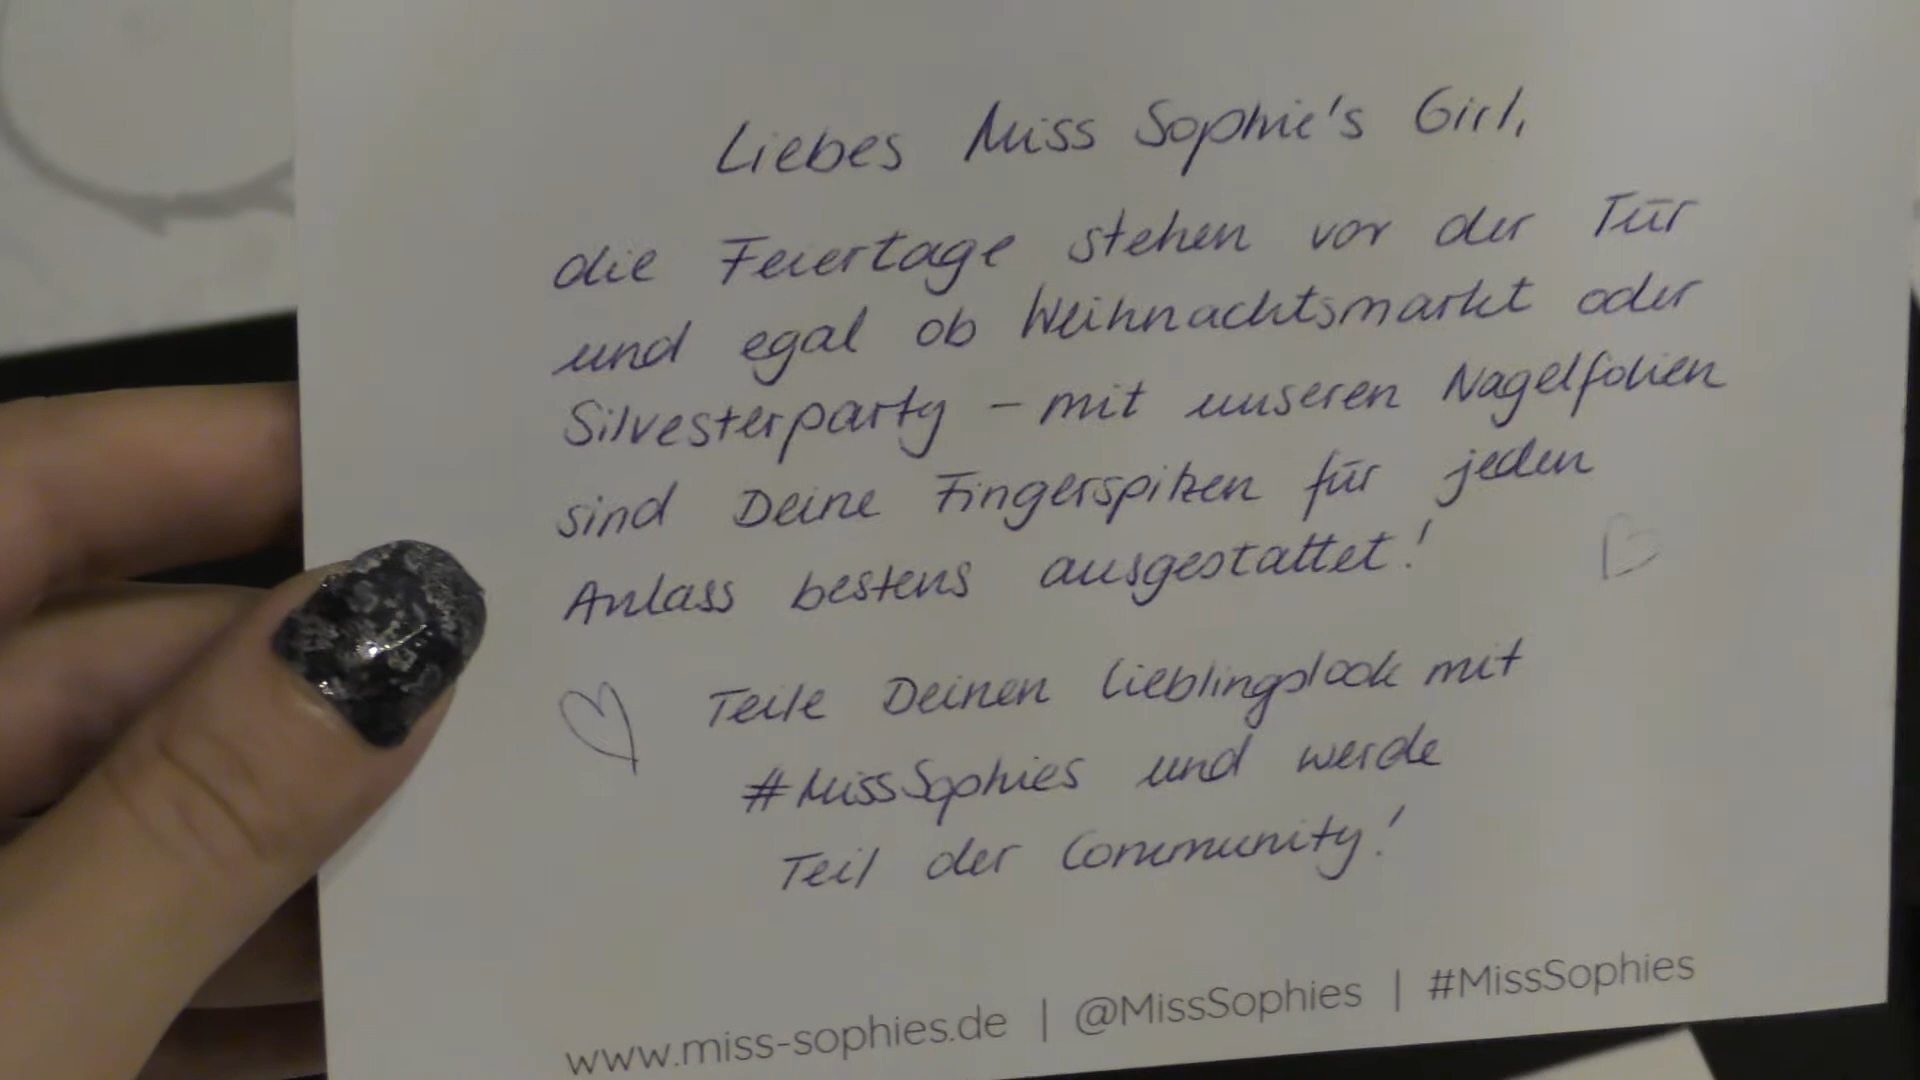 Liebes Miss Sophie's Girl,
die Feiertage stehen vor der Tür
und egal ob Weihnachtsmarkt oder
Silvesterparty – mit unseren Nagelfolien
sind Deine Fingerspitzen für jeden
Anlass bestens ausgestattet!
Teile Deinen Lieblingslook mit
#MissSophies und werde
Teil der Community!
www.miss-sophies.de | @MissSophies | #MissSophies